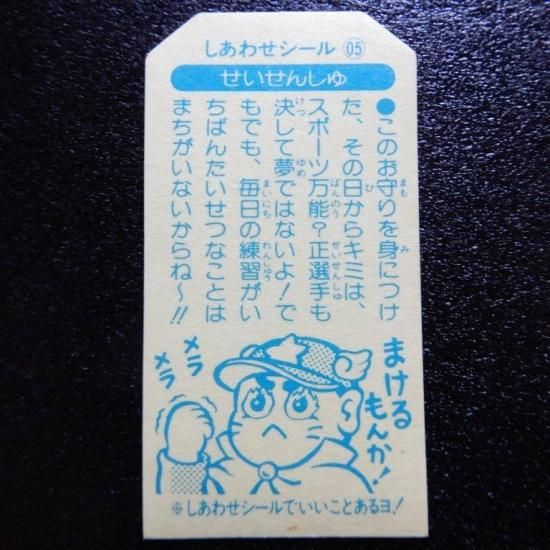 しあわせシール 05
せいせんしゅ
●このお守りを身につけ
た、その日からキミは、
スポーツ万能？正選手も
決して夢ではないよ！で
もでも、毎日の練習がい
ちばんたいせつなことは
まちがいないからね〜!!
まける
もんか！
メラ
メラ
※しあわせシールでいいことあるヨ！